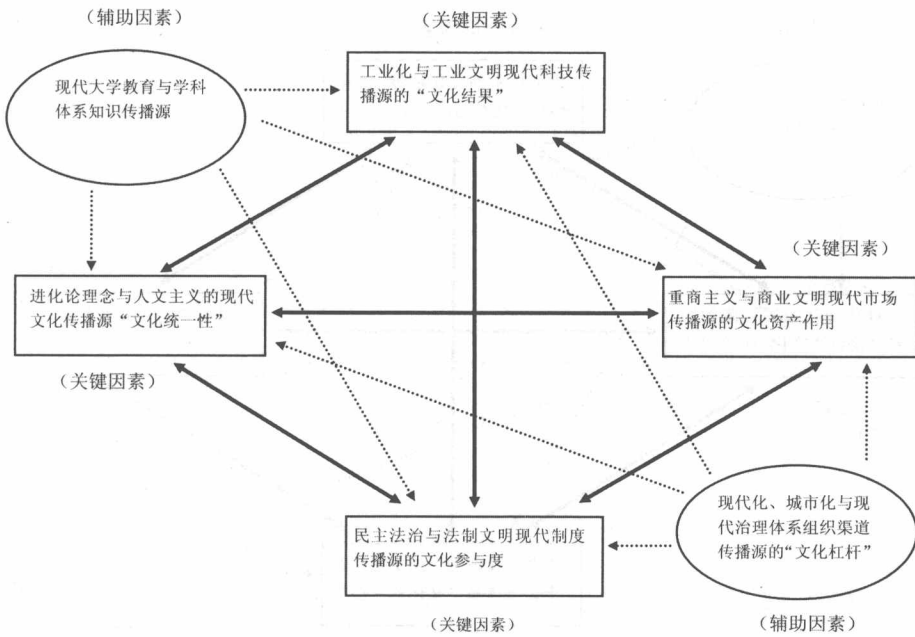 （辅助因素）
（关键因素）
现代大学教育与学科
体系知识传播源
工业化与工业文明现代科技传
播源的“文化结果”
（关键因素）
进化论理念与人文主义的现代
文化传播源“文化统一性”
重商主义与商业文明现代市场
传播源的文化资产作用
（关键因素）
民主法治与法制文明现代制度
传播源的文化参与度
现代化、城市化与现
代治理体系组织渠道
传播源的“文化杠杆”
（关键因素）
（辅助因素）